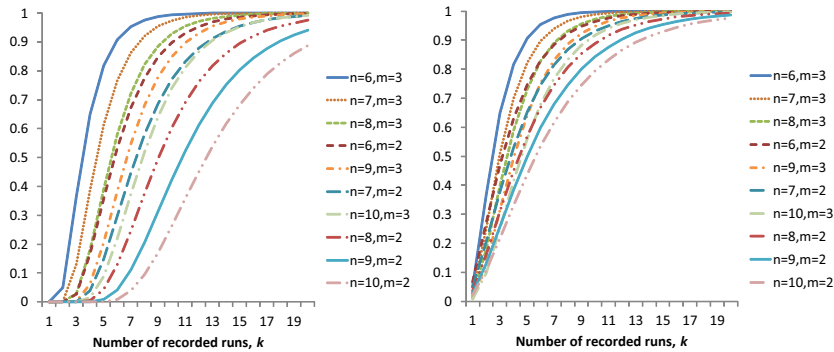 1
0.9
0.8
0.7
0.6
0.5
0.4
0.3
0.2
0.1
0
1 3 5 7 9 11 13 15 17 19
Number of recorded runs, k
n=6,m=3
n=7,m=3
n=8,m=3
n=6,m=2
n=9,m=3
n=7,m=2
n=10,m=3
n=8,m=2
n=9,m=2
n=10,m=2
1
0.9
0.8
0.7
0.6
0.5
0.4
0.3
0.2
0.1
0
1 3 5 7 9 11 13 15 17 19
Number of recorded runs, k
n=6,m=3
n=7,m=3
n=8,m=3
n=6,m=2
n=9,m=3
n=7,m=2
n=10,m=3
n=8,m=2
n=9,m=2
n=10,m=2